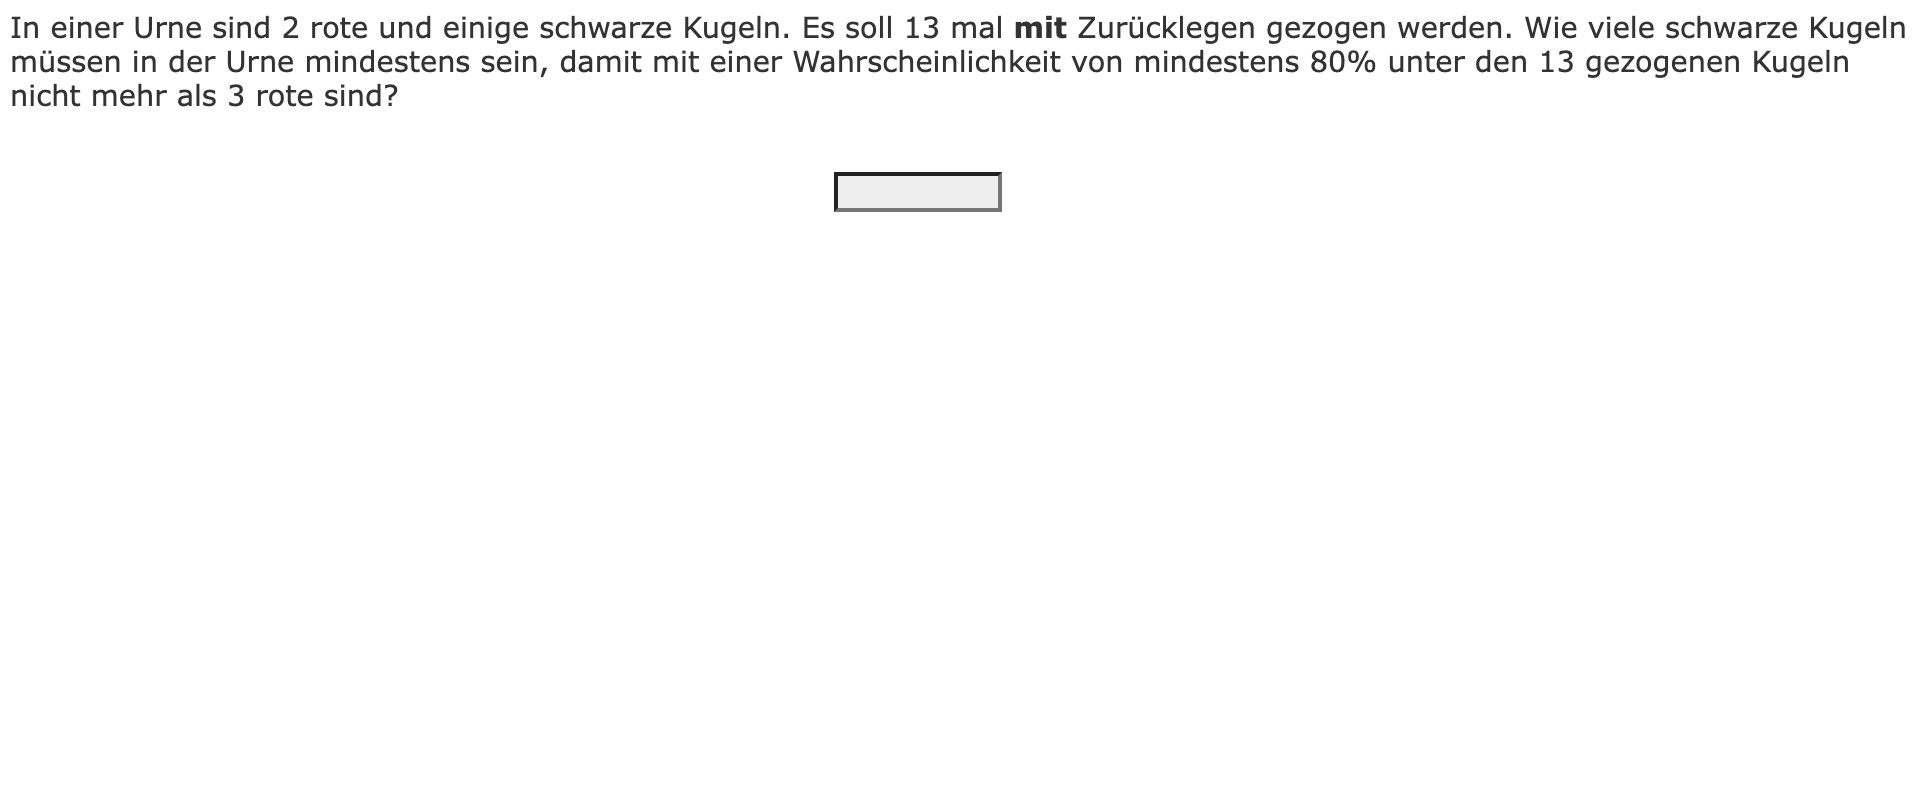 In einer Urne sind 2 rote und einige schwarze Kugeln. Es soll 13 mal mit Zurücklegen gezogen werden. Wie viele schwarze Kugeln
müssen in der Urne mindestens sein, damit mit einer Wahrscheinlichkeit von mindestens 80% unter den 13 gezogenen Kugeln
nicht mehr als 3 rote sind?